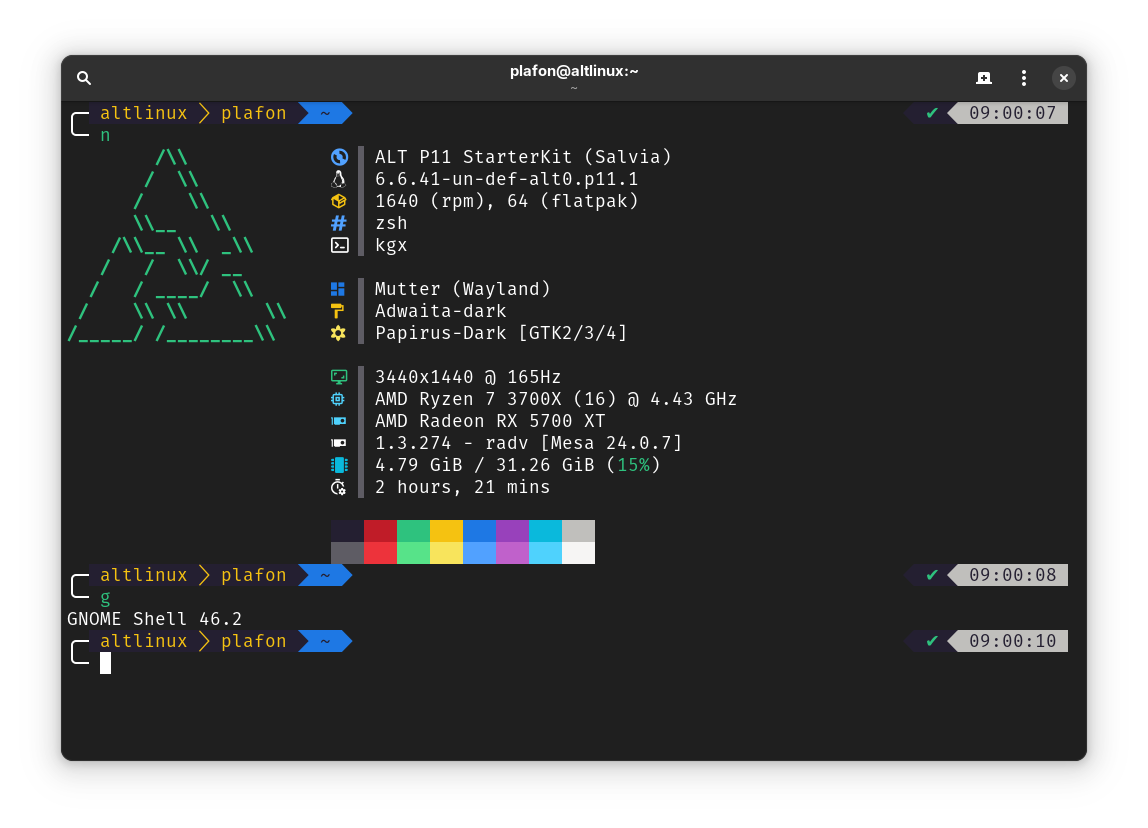 plafon@altlinux:~
~
altlinux plafon ~ ✔ 09:00:07
n
ALT P11 StarterKit (Salvia)
6.6.41-un-def-alt0.p11.1
1640 (rpm), 64 (flatpak)
zsh
kgx
Mutter (Wayland)
Adwaita-dark
Papirus-Dark [GTK2/3/4]
3440x1440 @ 165Hz
AMD Ryzen 7 3700X (16) @ 4.43 GHz
AMD Radeon RX 5700 XT
1.3.274 - radv [Mesa 24.0.7]
4.79 GiB / 31.26 GiB (15%)
2 hours, 21 mins
altlinux plafon ~ ✔ 09:00:08
g
GNOME Shell 46.2
altlinux plafon ~ ✔ 09:00:10